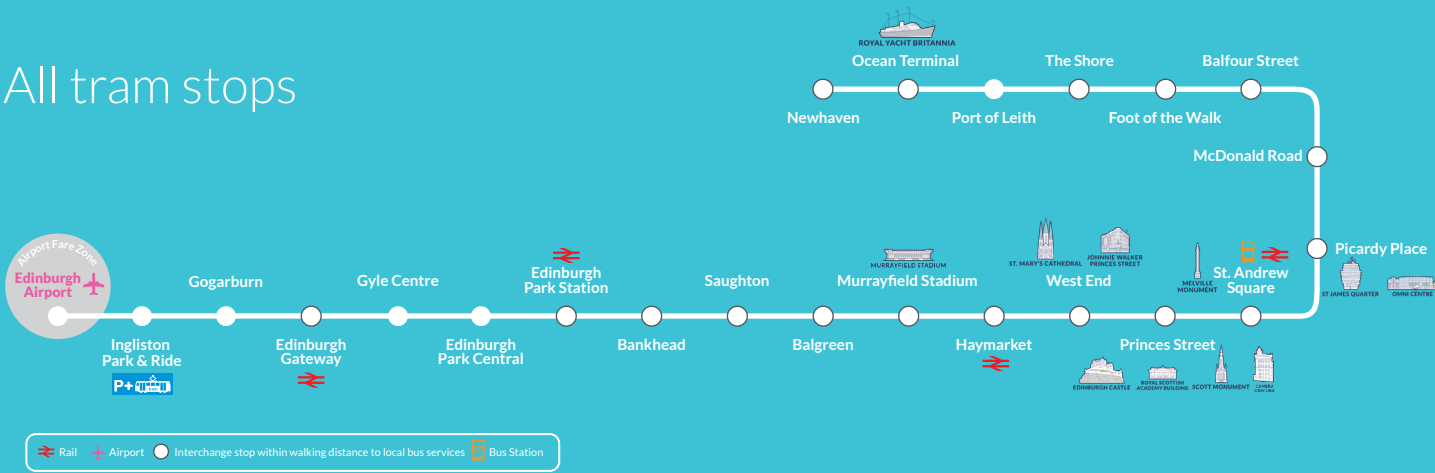 All tram stops
ROYAL YACHT BRITANNIA
Ocean Terminal
The Shore
Balfour Street
Newhaven
Port of Leith
Foot of the Walk
McDonald Road
Picardy Place
ST JAMES QUARTER
OMNI CENTRE
Airport Fare Zone
Edinburgh
Airport
Gogarburn
Gyle Centre
Edinburgh
Park Station
Saughton
MURRAYFIELD STADIUM
Murrayfield Stadium
ST. MARY'S CATHEDRAL
JOHNNIE WALKER
PRINCES STREET
West End
MELVILLE
MONUMENT
St. Andrew
Square
Ingliston
Park & Ride
P+
Edinburgh
Gateway
Edinburgh
Park Central
Bankhead
Balgreen
Haymarket
Princes Street
EDINBURGH CASTLE
ROYAL SCOTTISH
ACADEMY BUILDING
SCOTT MONUMENT
CAMERA
OBSCURA
Rail
Airport
Interchange stop within walking distance to local bus services
Bus Station